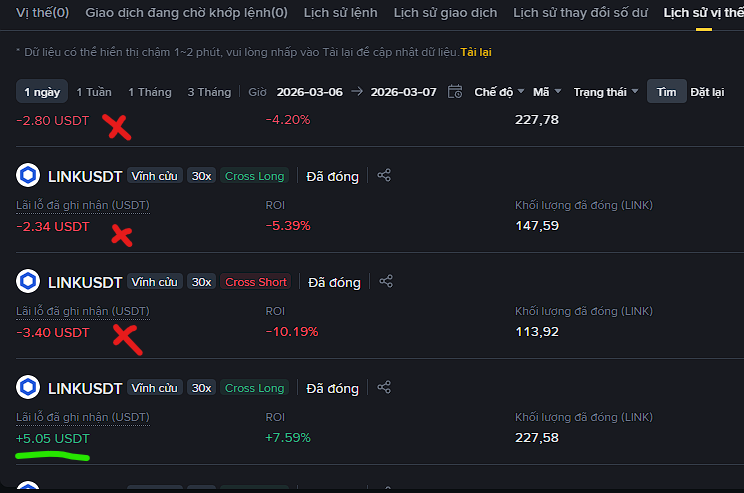 Vị thế(0) Giao dịch đang chờ khớp lệnh(0) Lịch sử lệnh Lịch sử giao dịch Lịch sử thay đổi số dư Lịch sử vị thế
* Dữ liệu có thể hiển thị chậm 1~2 phút, vui lòng nhấp vào Tải lại để cập nhật dữ liệu.Tải lại
1 ngày 1 Tuần 1 Tháng 3 Tháng Giờ 2026-03-06 → 2026-03-07 Chế độ Mã Trạng thái Tìm Đặt lại
-2.80 USDT -4.20% 227,78
LINKUSDT Vĩnh cửu 30x Cross Long Đã đóng
Lãi lỗ đã ghi nhận (USDT) ROI Khối lượng đã đóng (LINK)
-2.34 USDT -5.39% 147,59
LINKUSDT Vĩnh cửu 30x Cross Short Đã đóng
Lãi lỗ đã ghi nhận (USDT) ROI Khối lượng đã đóng (LINK)
-3.40 USDT -10.19% 113,92
LINKUSDT Vĩnh cửu 30x Cross Long Đã đóng
Lãi lỗ đã ghi nhận (USDT) ROI Khối lượng đã đóng (LINK)
+5.05 USDT +7.59% 227,58